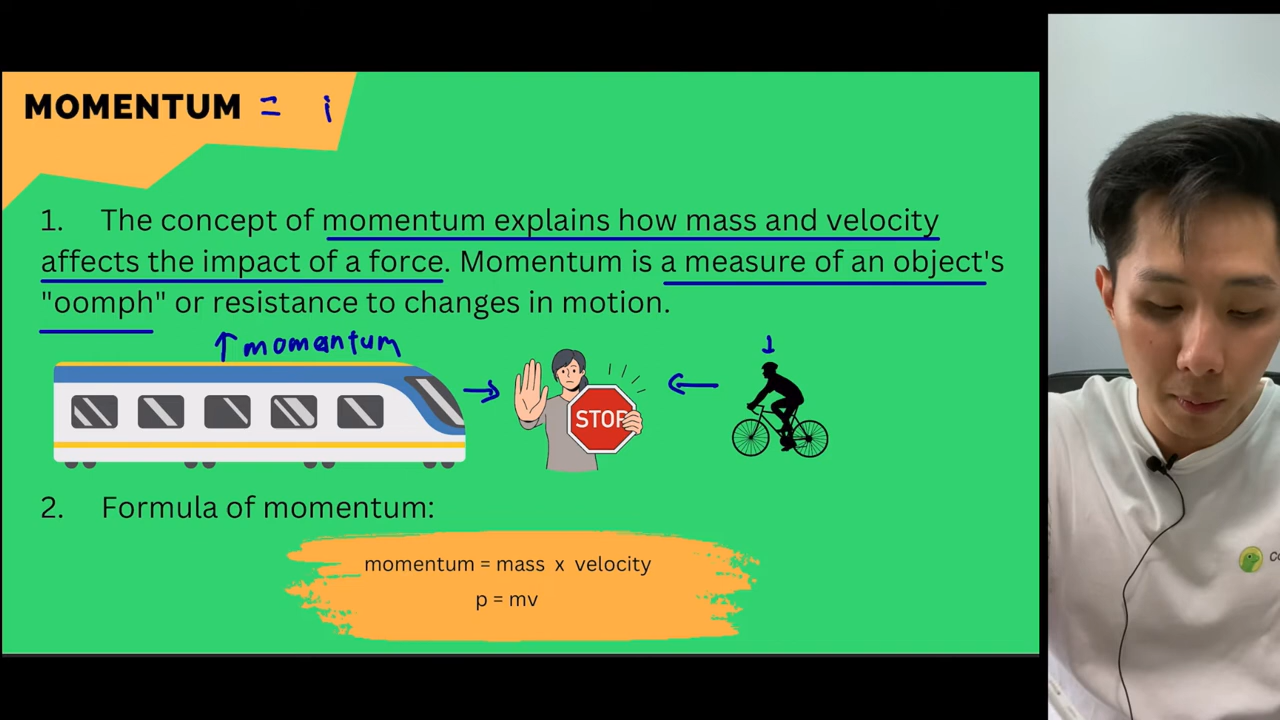 MOMENTUM = i
1. The concept of momentum explains how mass and velocity
affects the impact of a force. Momentum is a measure of an object's
"oomph" or resistance to changes in motion.
↑ momentum
↓
STOP
2. Formula of momentum:
momentum = mass x velocity
p = mv